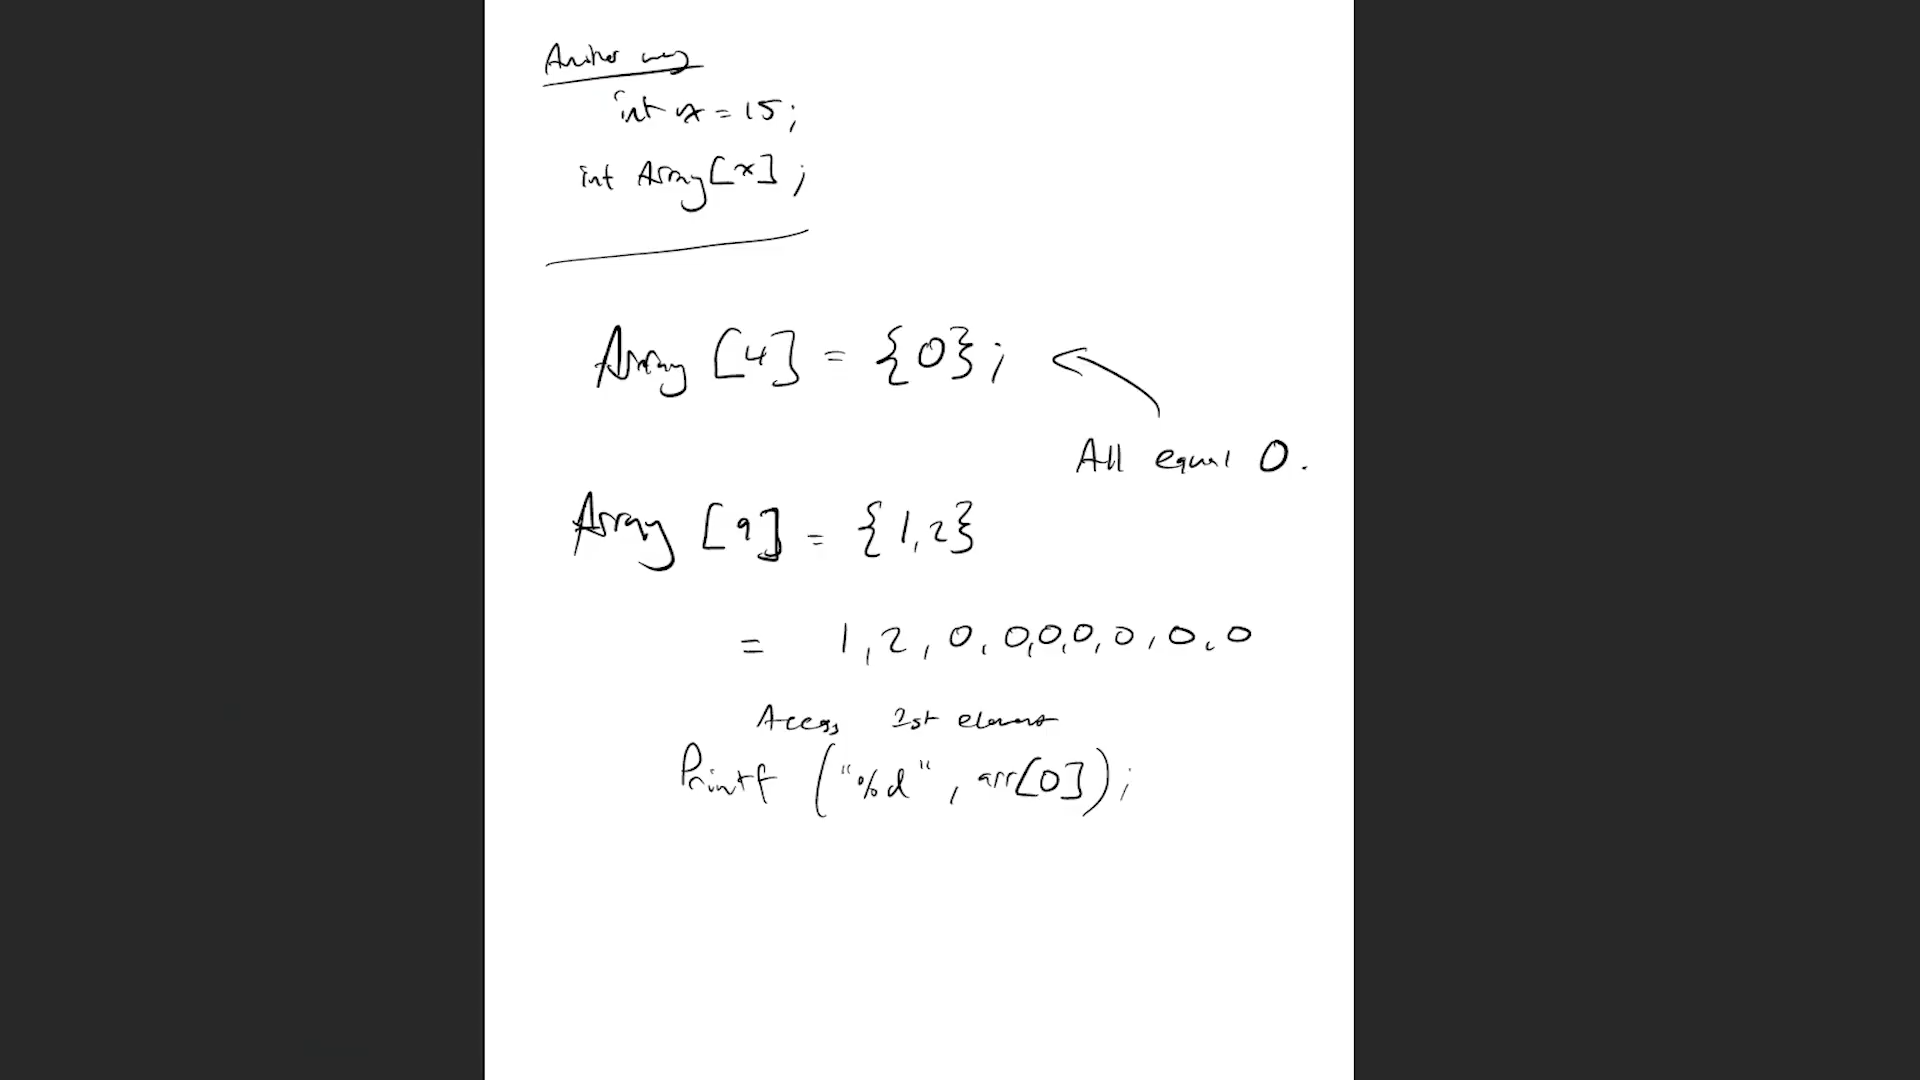 Another way
int x = 15;
int Array[x];
Array [4] = {0};
All equal 0.
Array [9] = {1,2}
= 1,2,0,0,0,0,0,0,0
Access 1st element
Printf ("%d", arr[0]);